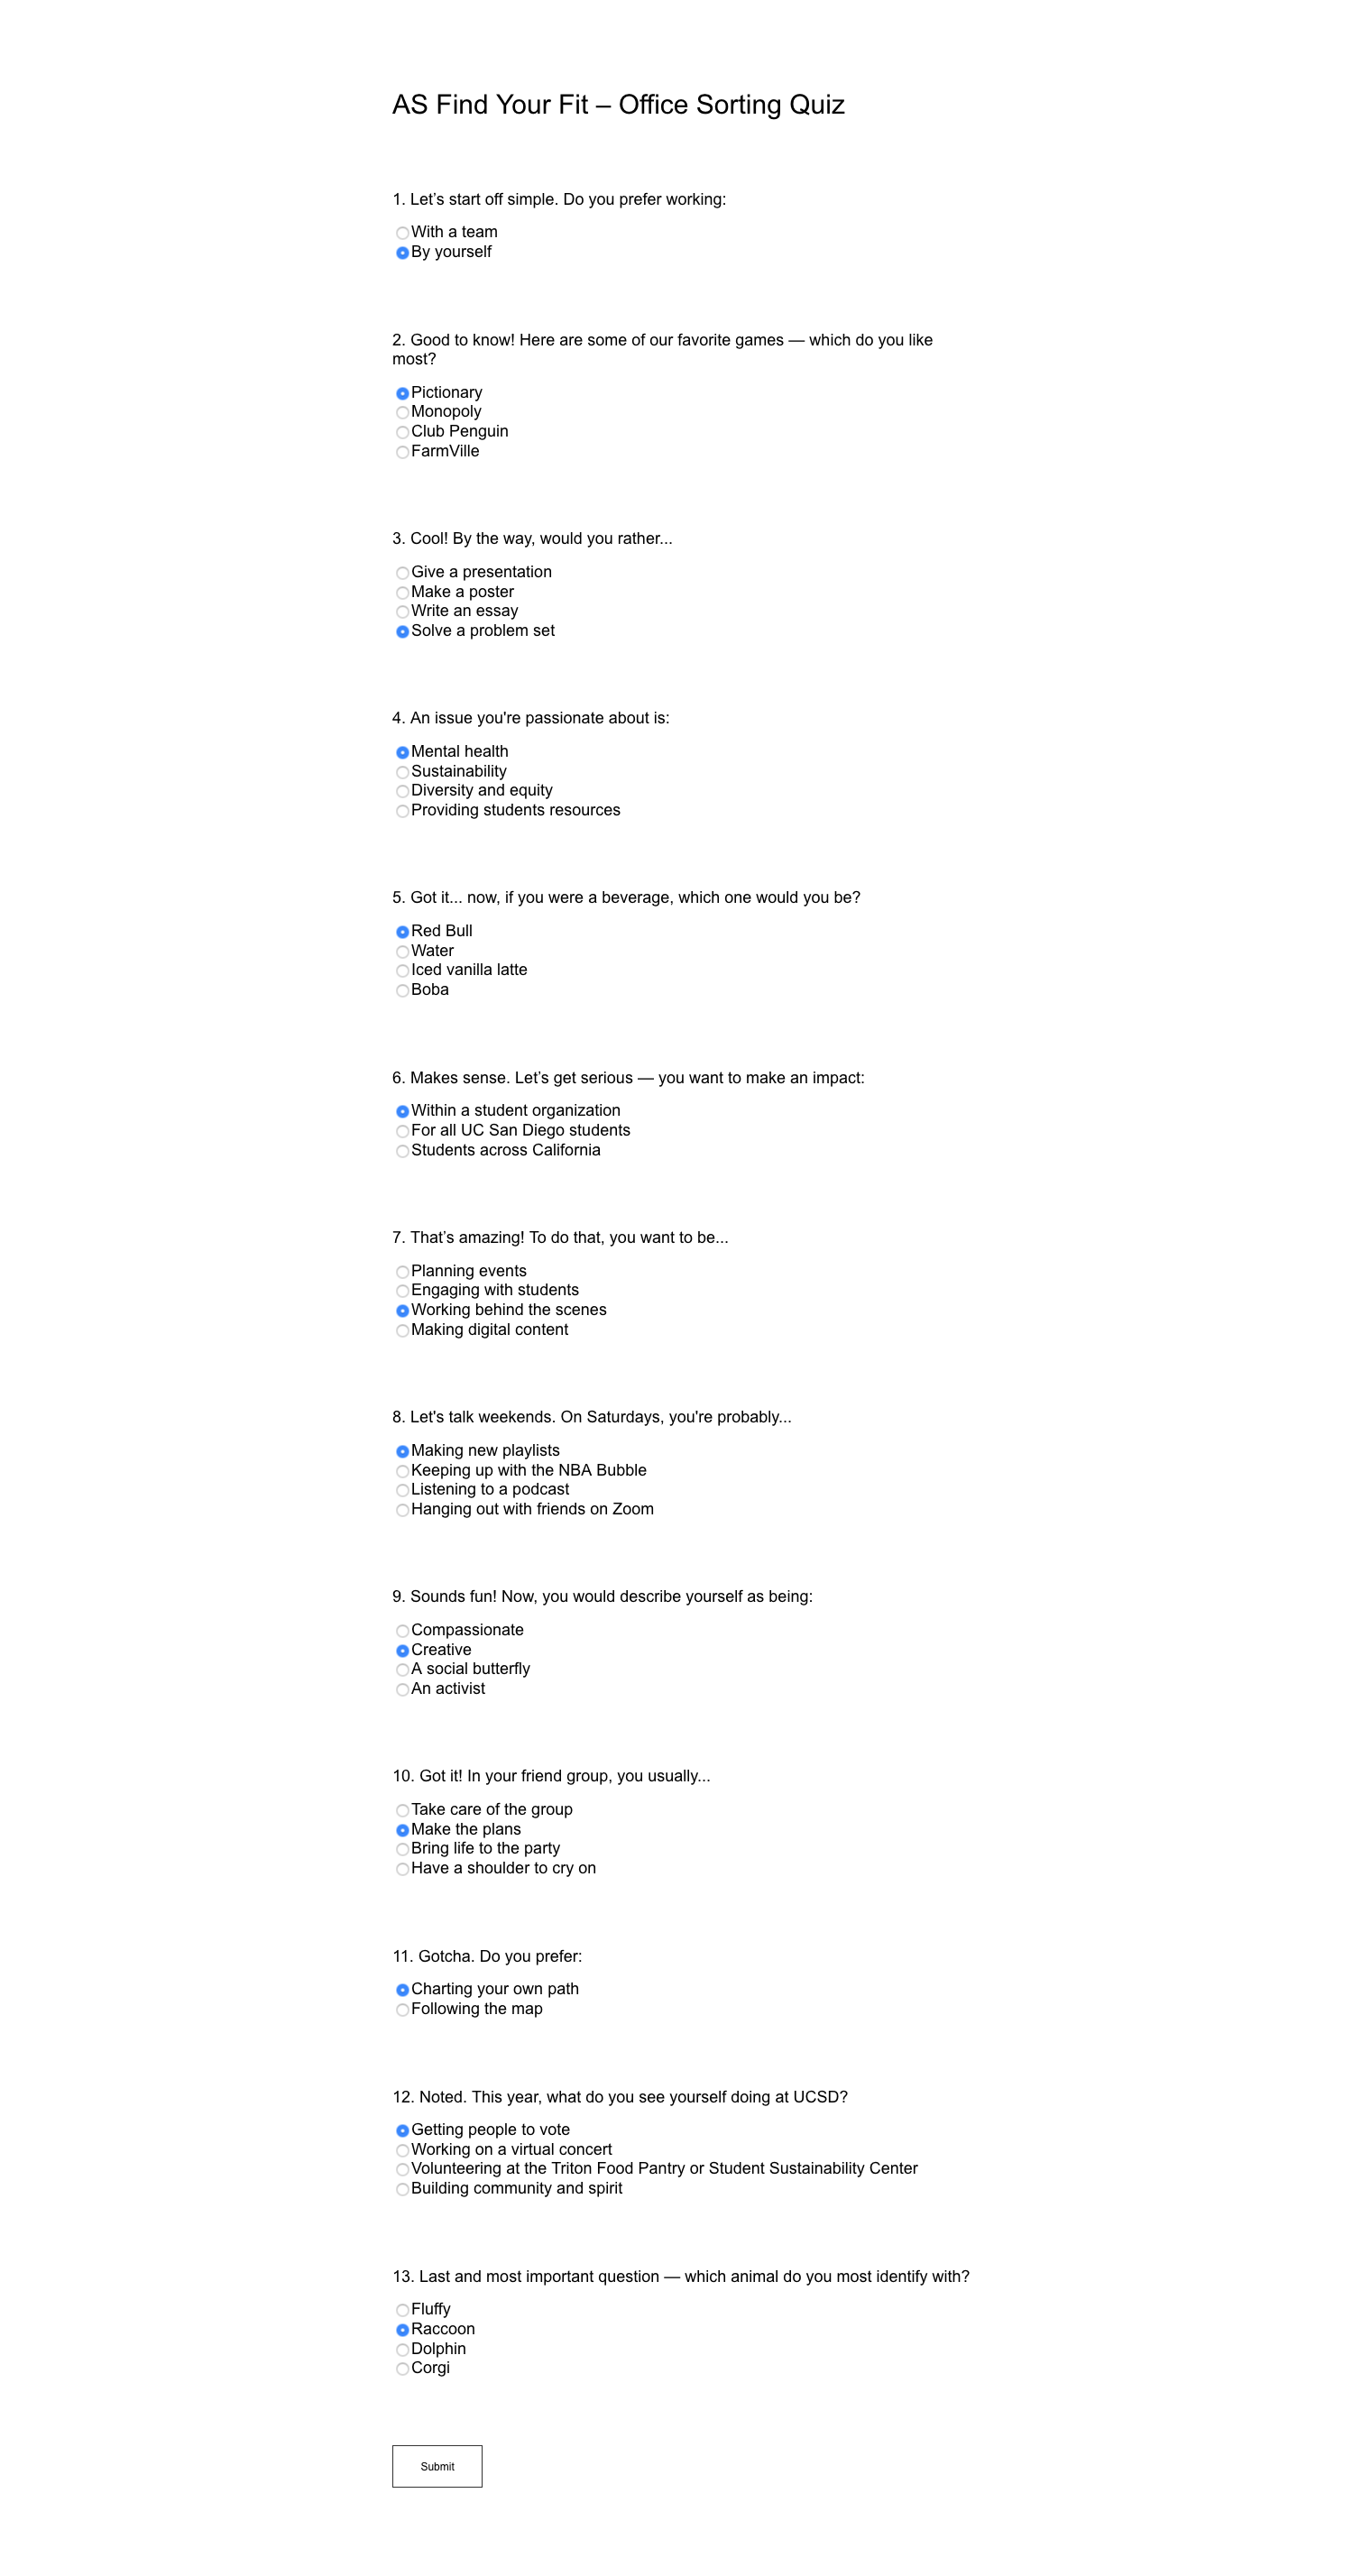 AS Find Your Fit – Office Sorting Quiz
1. Let’s start off simple. Do you prefer working:
With a team
By yourself
2. Good to know! Here are some of our favorite games — which do you like
most?
Pictionary
Monopoly
Club Penguin
FarmVille
3. Cool! By the way, would you rather...
Give a presentation
Make a poster
Write an essay
Solve a problem set
4. An issue you're passionate about is:
Mental health
Sustainability
Diversity and equity
Providing students resources
5. Got it... now, if you were a beverage, which one would you be?
Red Bull
Water
Iced vanilla latte
Boba
6. Makes sense. Let’s get serious — you want to make an impact:
Within a student organization
For all UC San Diego students
Students across California
7. That’s amazing! To do that, you want to be...
Planning events
Engaging with students
Working behind the scenes
Making digital content
8. Let's talk weekends. On Saturdays, you're probably...
Making new playlists
Keeping up with the NBA Bubble
Listening to a podcast
Hanging out with friends on Zoom
9. Sounds fun! Now, you would describe yourself as being:
Compassionate
Creative
A social butterfly
An activist
10. Got it! In your friend group, you usually...
Take care of the group
Make the plans
Bring life to the party
Have a shoulder to cry on
11. Gotcha. Do you prefer:
Charting your own path
Following the map
12. Noted. This year, what do you see yourself doing at UCSD?
Getting people to vote
Working on a virtual concert
Volunteering at the Triton Food Pantry or Student Sustainability Center
Building community and spirit
13. Last and most important question — which animal do you most identify with?
Fluffy
Raccoon
Dolphin
Corgi
Submit